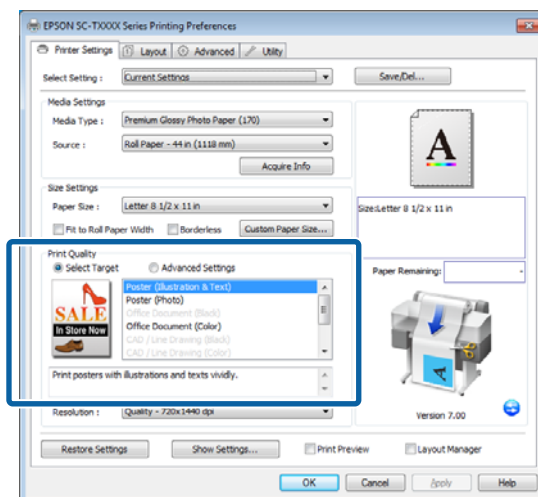 EPSON SC-TXXXX Series Printing Preferences
Printer Settings Layout Advanced Utility
Select Setting : Current Settings Save/Del...
Media Settings
Media Type : Premium Glossy Photo Paper (170)
Source : Roll Paper - 44 in (1118 mm)
Acquire Info
A
Size Settings
Paper Size : Letter 8 1/2 x 11 in
Size:Letter 8 1/2 x 11 in
Fit to Roll Paper Width Borderless Custom Paper Size...
Print Quality
Select Target Advanced Settings
Paper Remaining: -
SALE
In Store Now
Poster (Illustration & Text)
Poster (Photo)
Office Document (Black)
Office Document (Color)
CAD / Line Drawing (Black)
CAD / Line Drawing (Color)
A
Print posters with illustrations and texts vividly.
Resolution : Quality - 720x1440 dpi
Version 7.00
Restore Settings Show Settings... Print Preview Layout Manager
OK Cancel Apply Help